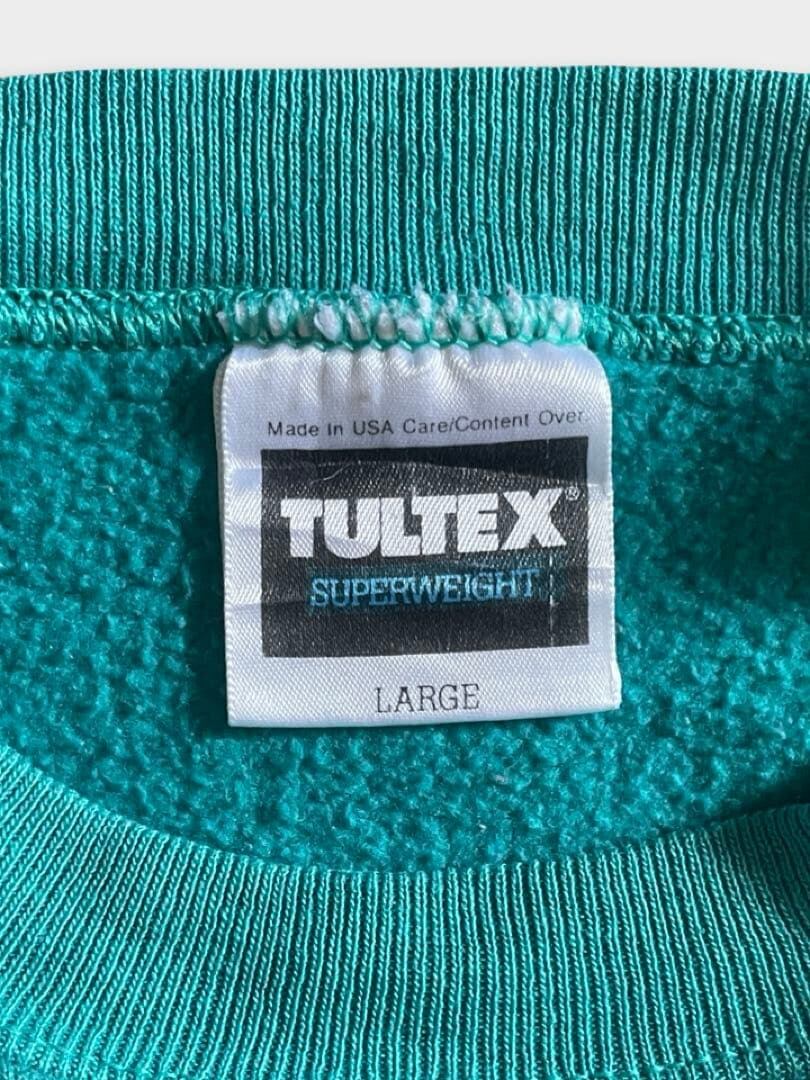 Made In USA Care/Content Over.
TULTEX®
SUPERWEIGHT
LARGE